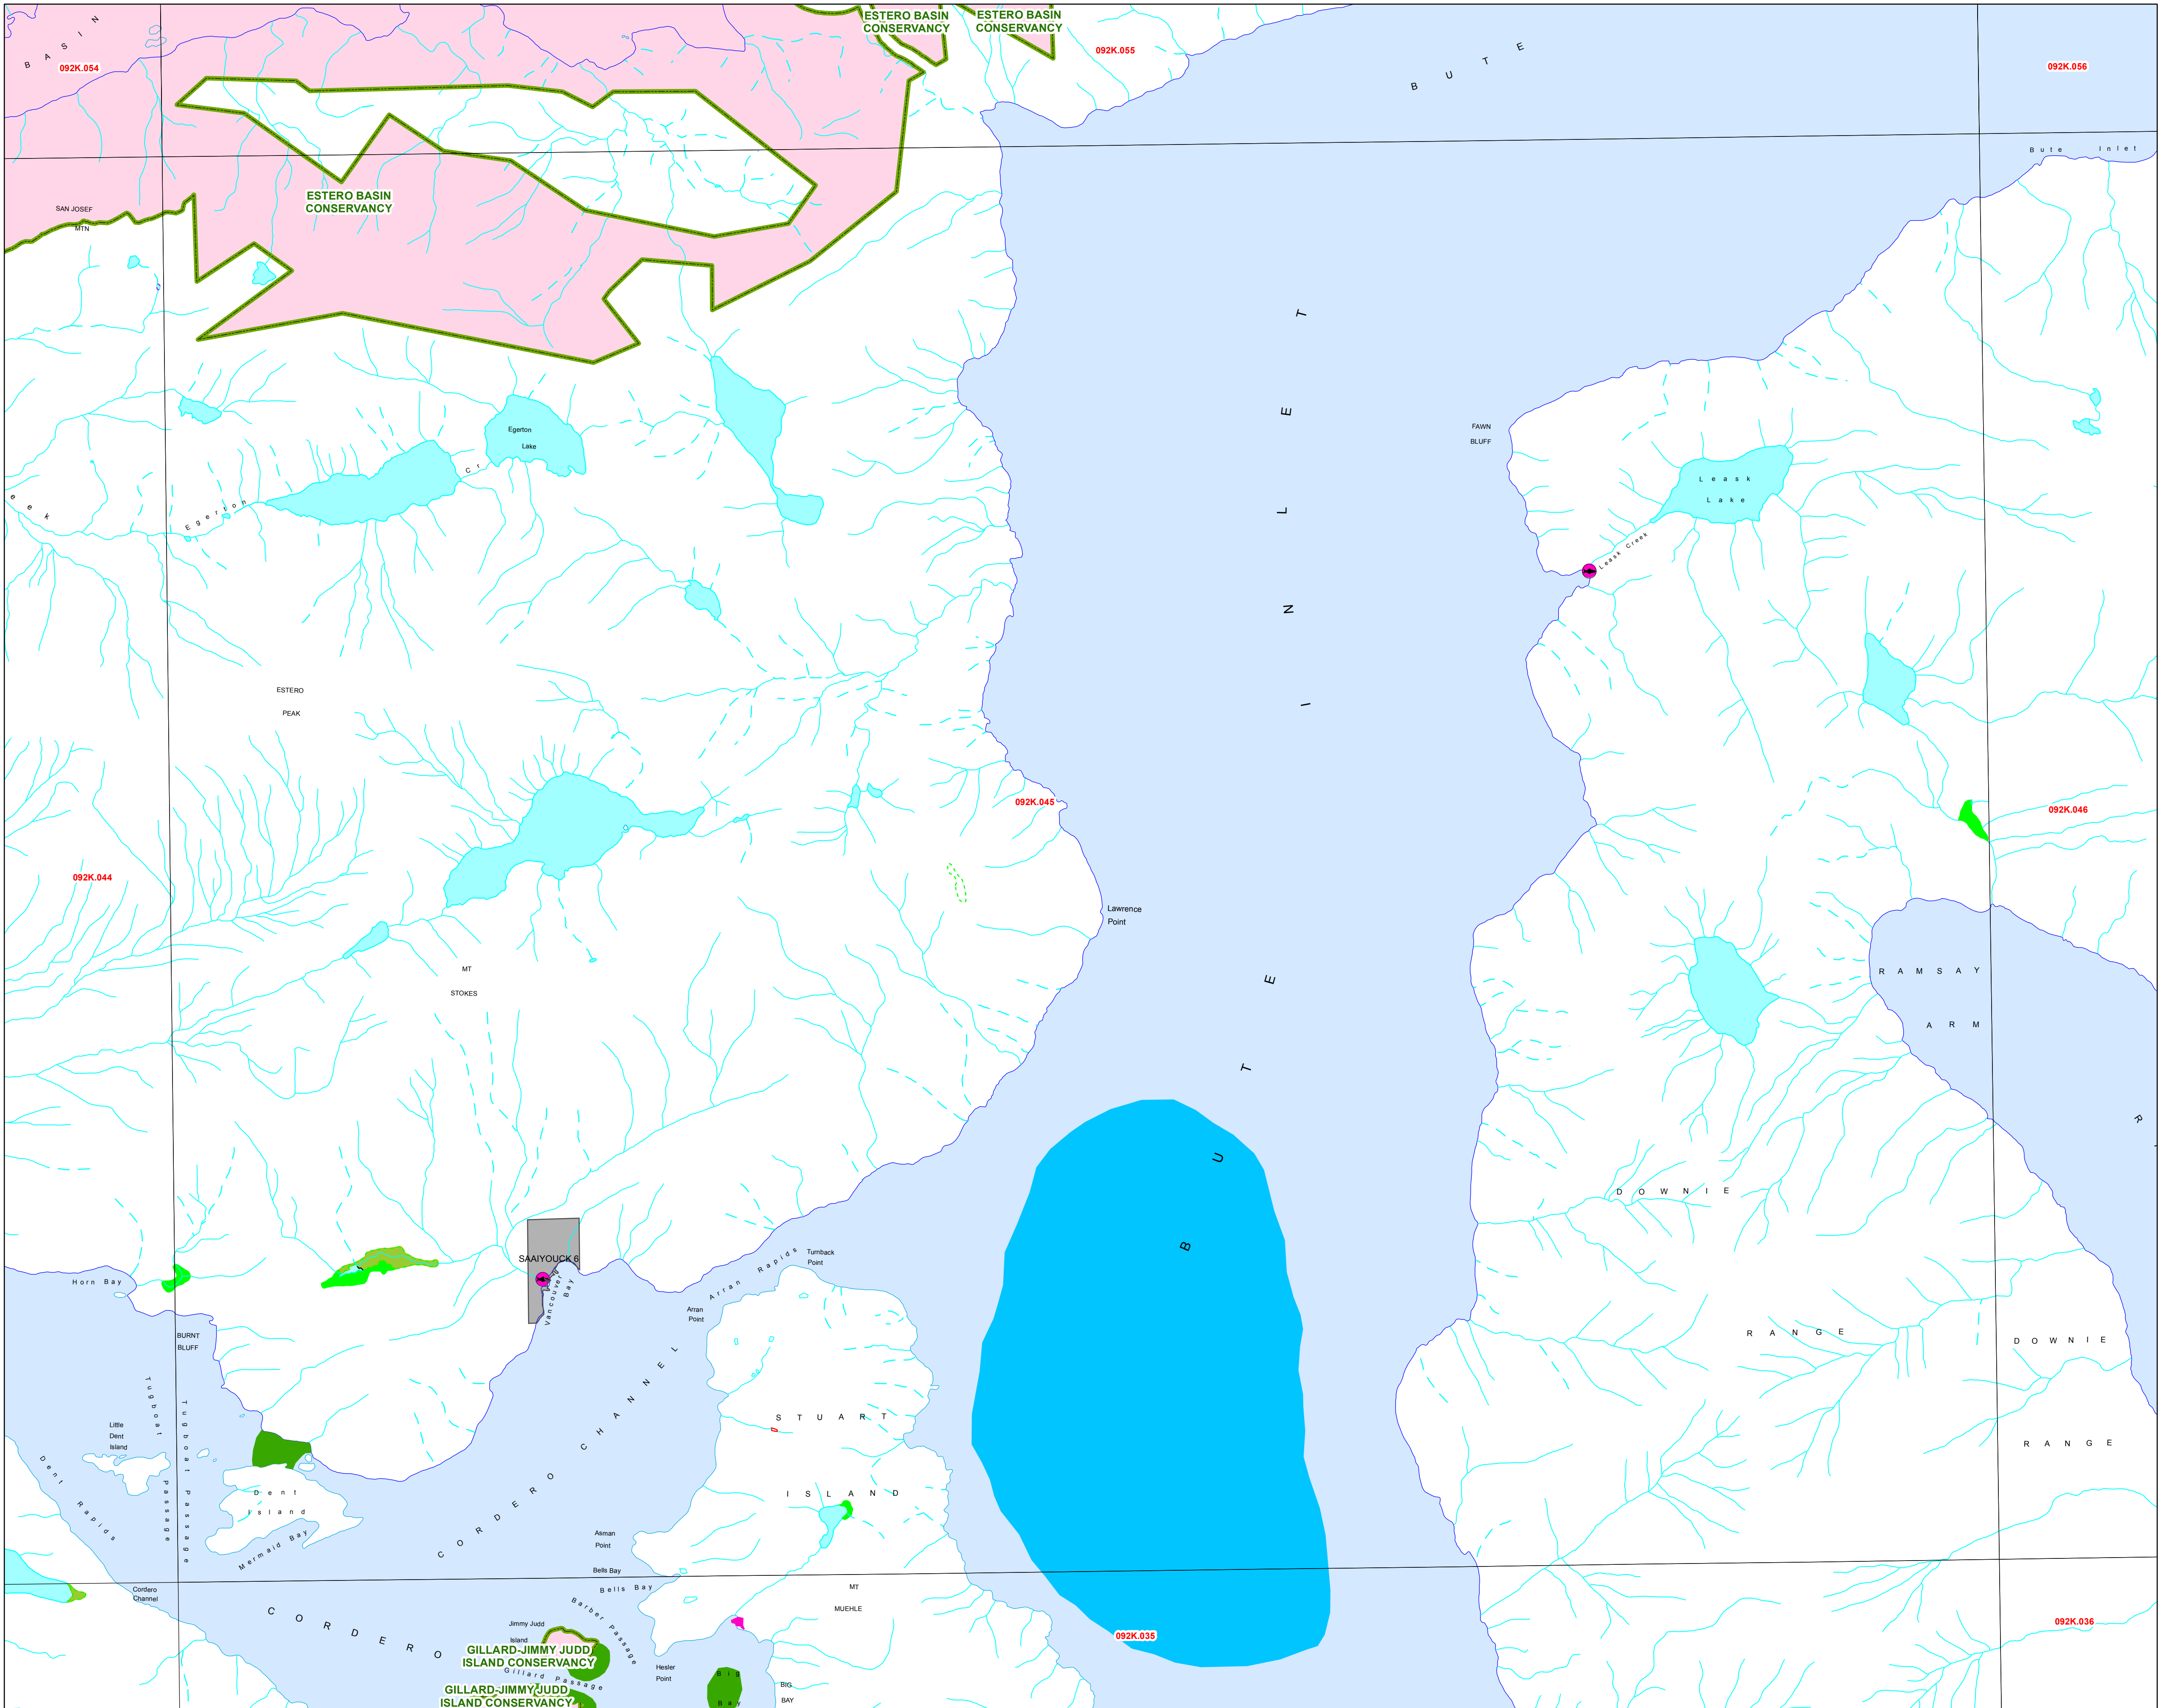 ESTERO BASIN
CONSERVANCY
ESTERO BASIN
CONSERVANCY
BASIN
092K.054
092K.055
BUTE
092K.056
Bute Inlet
ESTERO BASIN
CONSERVANCY
SAN JOSEF
MTN
INLET
Egerton
Lake
Egerton Cr
eek
FAWN
BLUFF
Leask
Lake
Leask Creek
ESTERO
PEAK
092K.045
092K.046
092K.044
Lawrence
Point
MT
STOKES
RAMSAY
ARM
R
BUTE
DOWNIE
RANGE
DOWNIE
RANGE
SAAIYOUCK 6
Vancouver
Bay
Arran Rapids
Turnback
Point
Arran
Point
Horn Bay
BURNT
BLUFF
Tugboat
Passage
Tugboat Passage
Little
Dent
Island
Dent Rapids
Dent
Island
Mermaid Bay
CORDERO CHANNEL
STUART
ISLAND
Asman
Point
Bells Bay
Bells Bay
Cordero
Channel
CORDERO
Barber Passage
MT
MUEHLE
Jimmy Judd
Island
GILLARD-JIMMY JUDD
ISLAND CONSERVANCY
Gillard Passage
GILLARD-JIMMY JUDD
ISLAND CONSERVANCY
Hesler
Point
Big
Bay
BIG
BAY
092K.035
092K.036